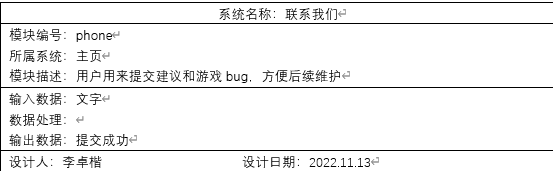 系统名称：联系我们
模块编号：phone
所属系统：主页
模块描述：用户用来提交建议和游戏 bug，方便后续维护
输入数据：文字
数据处理：
输出数据：提交成功
设计人：李卓楷 设计日期：2022.11.13